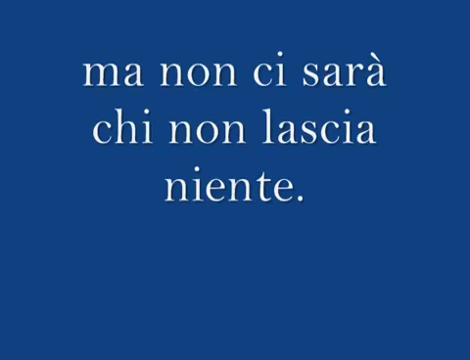 ma non ci sarà
chi non lascia
niente.